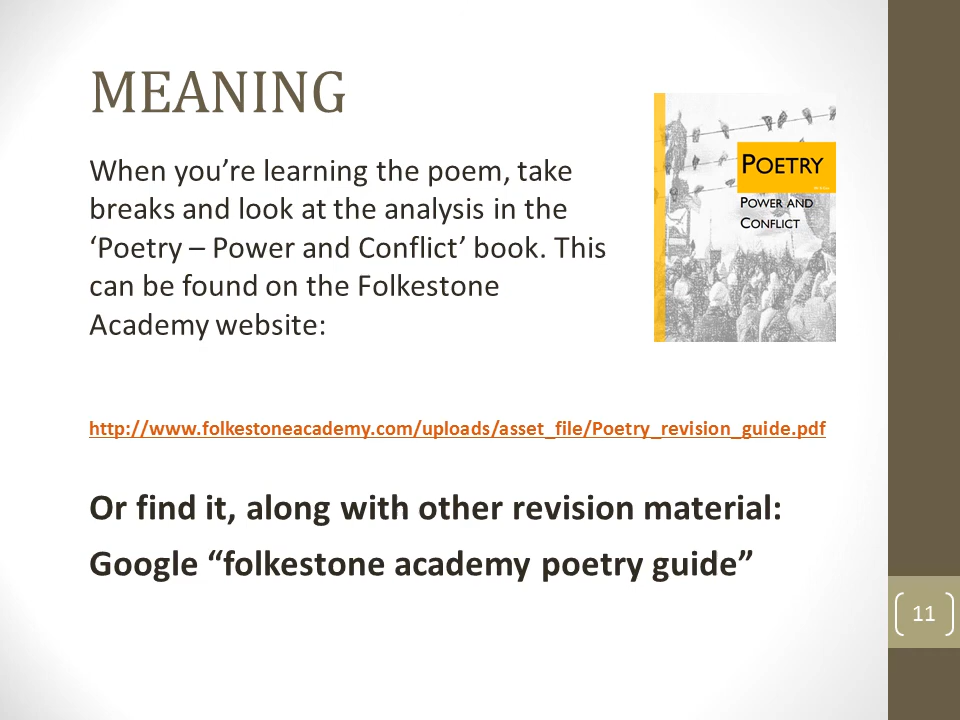 MEANING
When you’re learning the poem, take
breaks and look at the analysis in the
‘Poetry – Power and Conflict’ book. This
can be found on the Folkestone
Academy website:
POETRY
POWER AND
CONFLICT
http://www.folkestoneacademy.com/uploads/asset_file/Poetry_revision_guide.pdf
Or find it, along with other revision material:
Google “folkestone academy poetry guide”
11